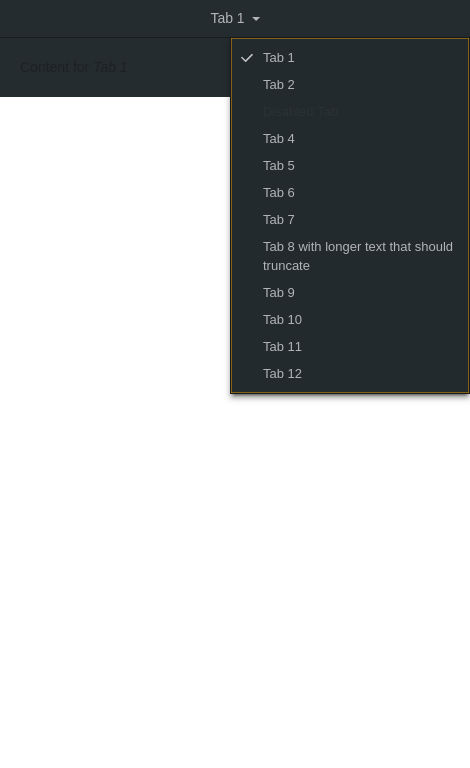 Tab 1
Content for Tab 1
Tab 1
Tab 2
Disabled Tab
Tab 4
Tab 5
Tab 6
Tab 7
Tab 8 with longer text that should
truncate
Tab 9
Tab 10
Tab 11
Tab 12